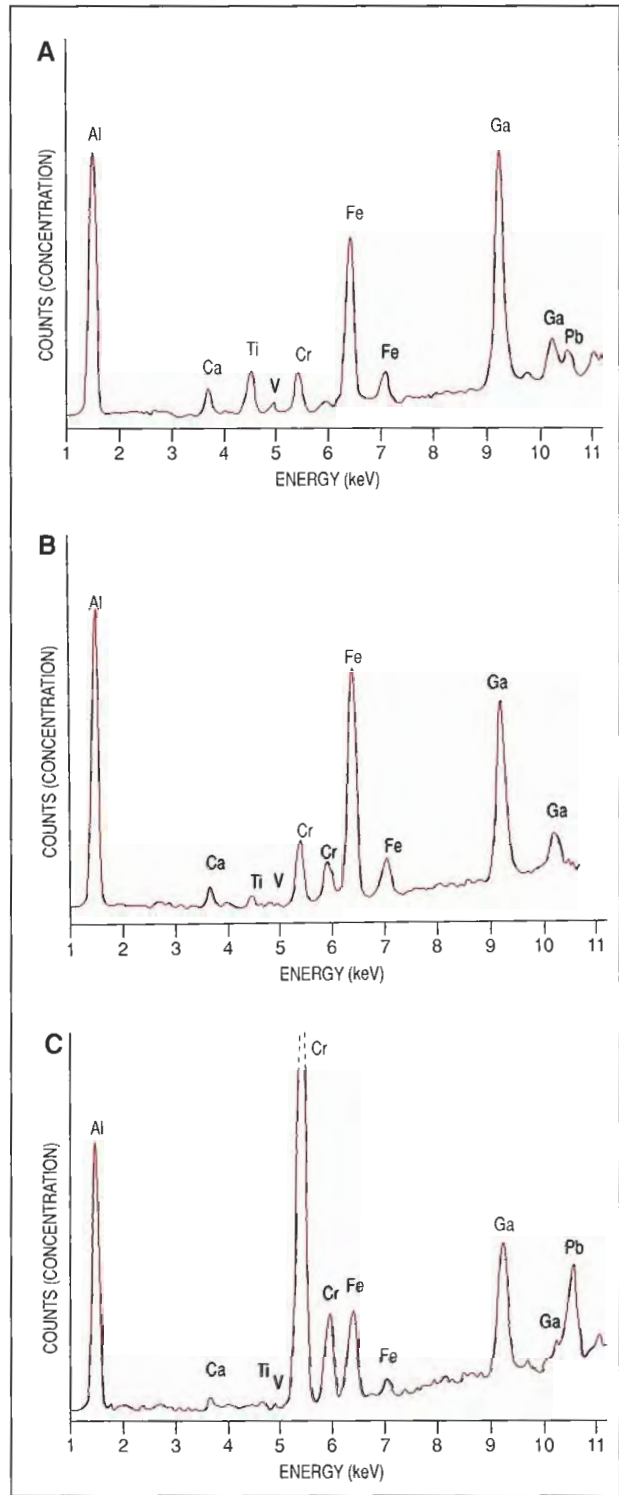 A
COUNTS (CONCENTRATION)
Al
Ca
Ti
V
Cr
Fe
Fe
Ga
Ga
Pb
1 2 3 4 5 6 7 8 9 10 11
ENERGY (keV)
B
COUNTS (CONCENTRATION)
Al
Ca
Ti
V
Cr
Cr
Fe
Fe
Ga
Ga
1 2 3 4 5 6 7 8 9 10 11
ENERGY (keV)
C
COUNTS (CONCENTRATION)
Al
Ca
Ti
V
Cr
Cr
Fe
Fe
Ga
Ga
Pb
1 2 3 4 5 6 7 8 9 10 11
ENERGY (keV)